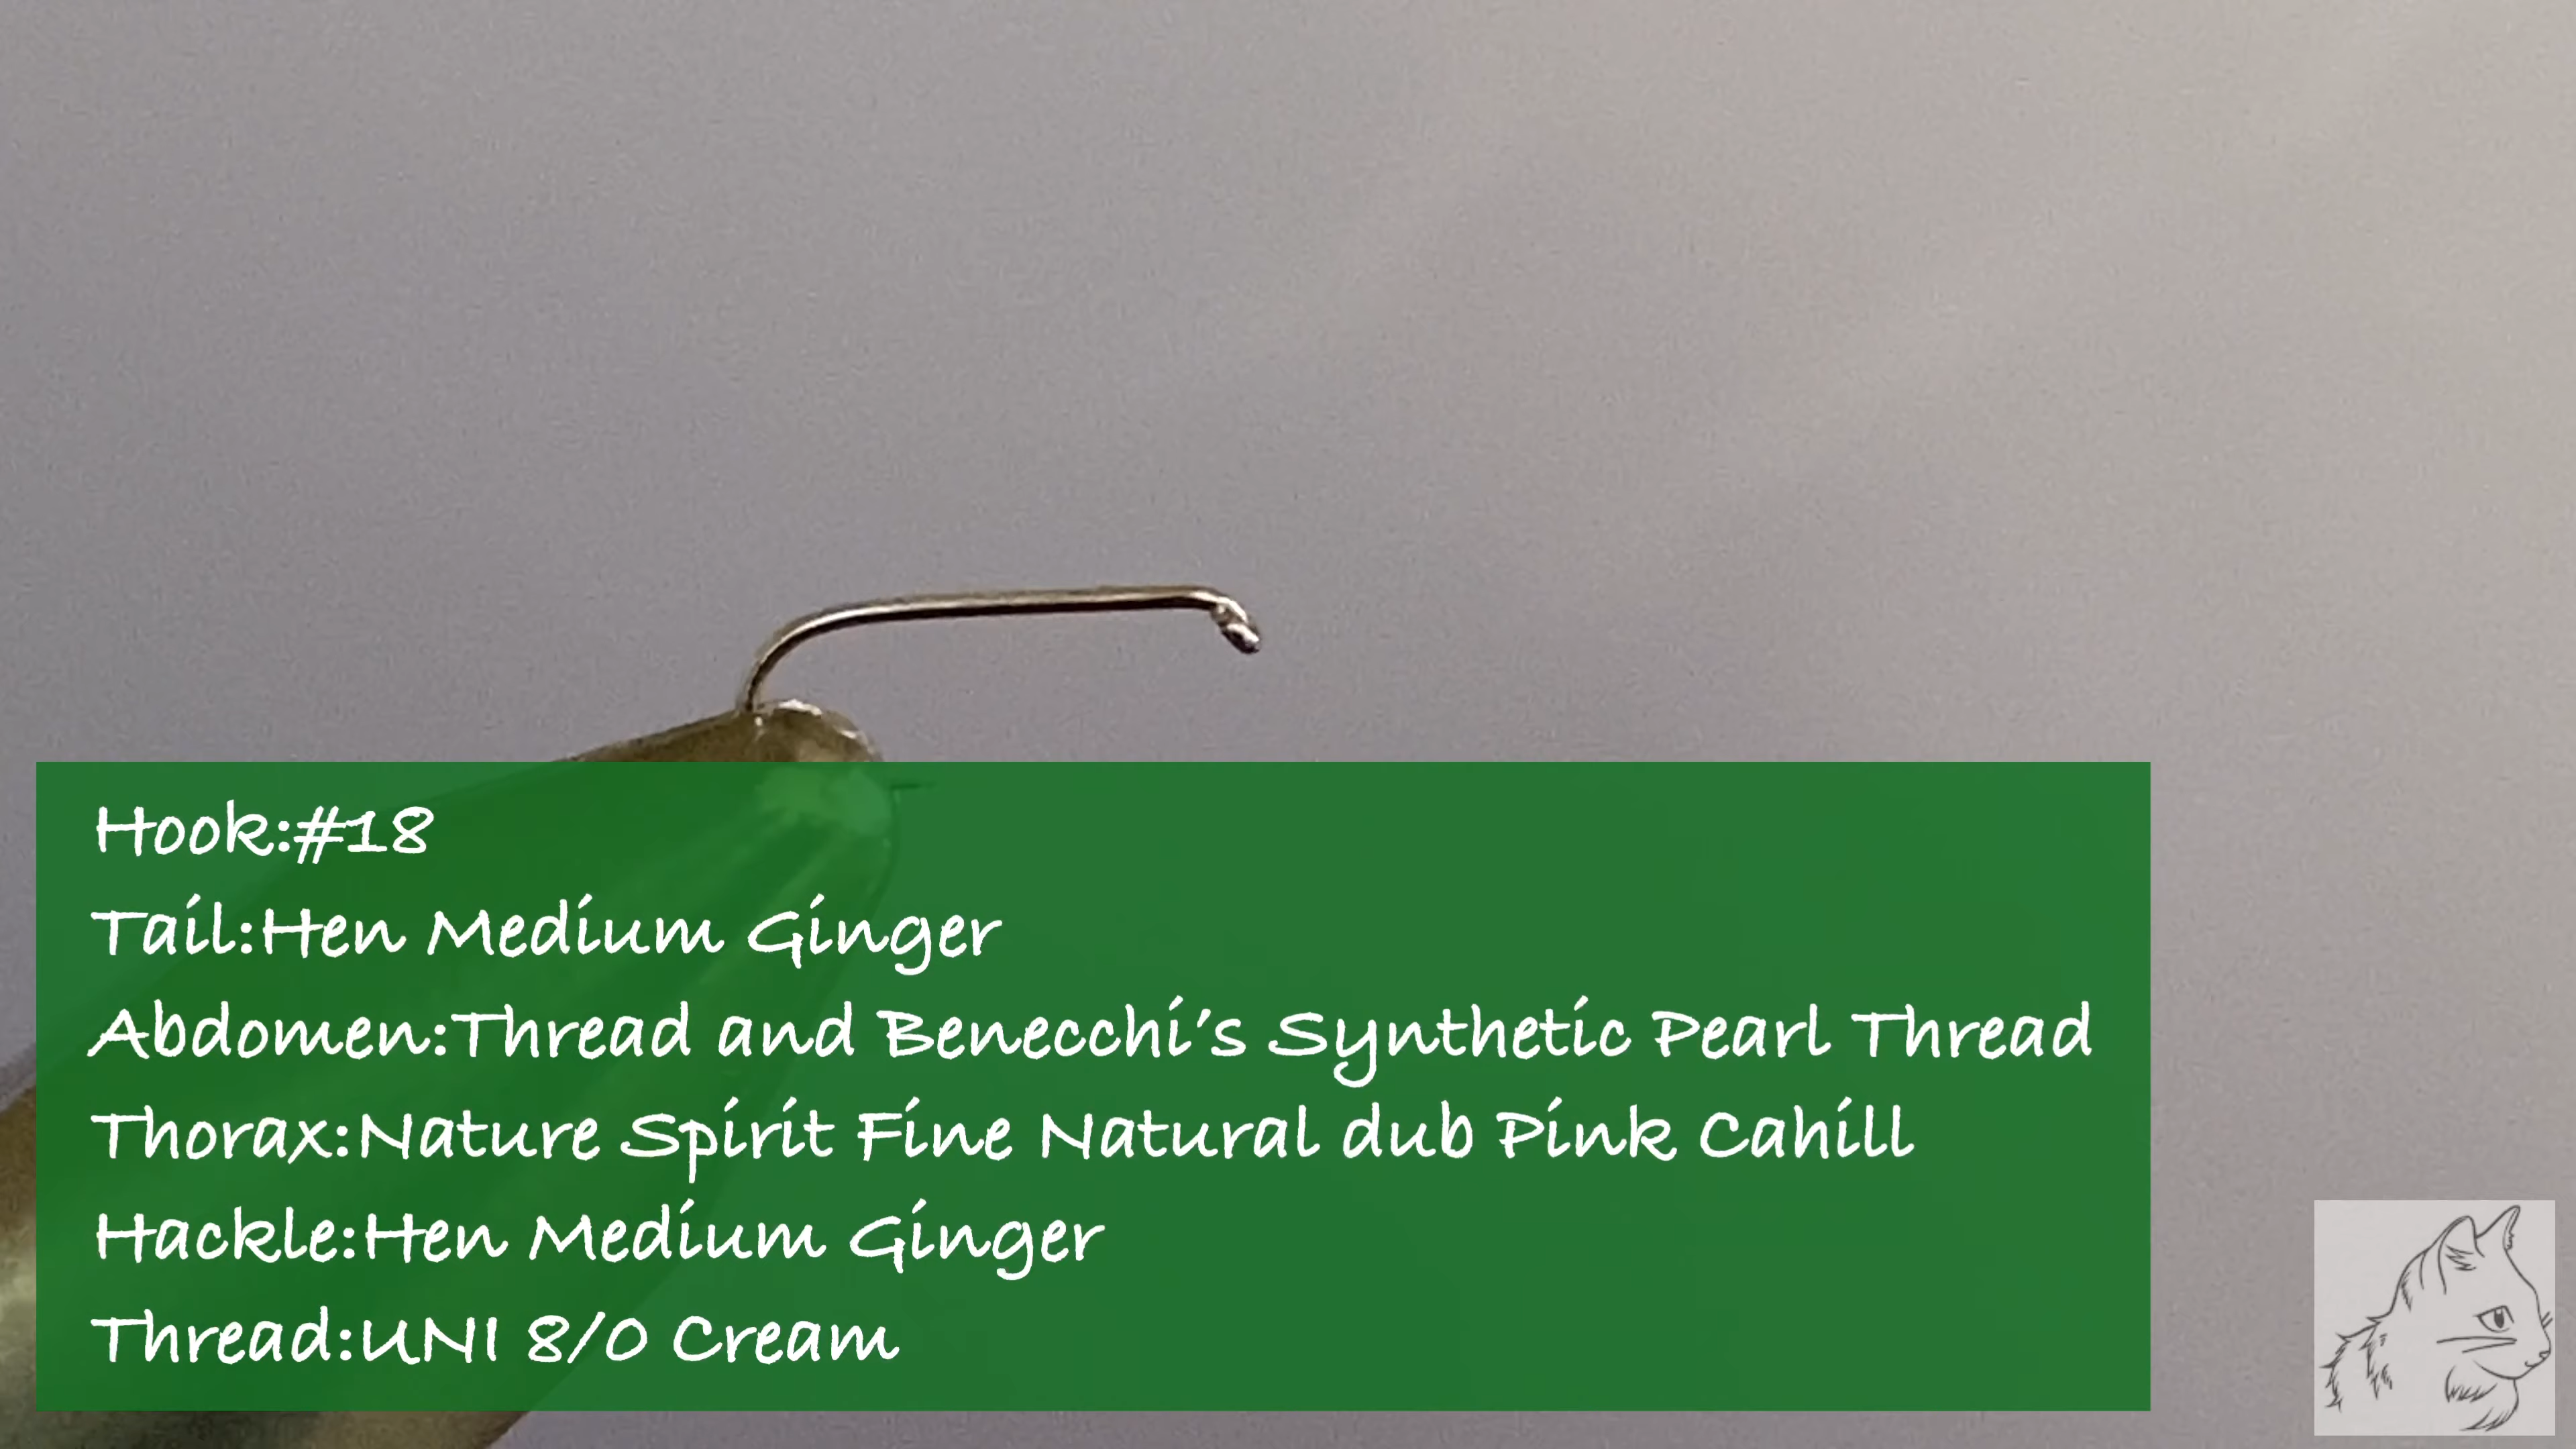 Hook:#18
Tail:Hen Medium Ginger
Abdomen:Thread and Benecchi's Synthetic Pearl Thread
Thorax:Nature Spirit Fine Natural dub Pink Cahill
Hackle:Hen Medium Ginger
Thread:UNI 8/0 Cream